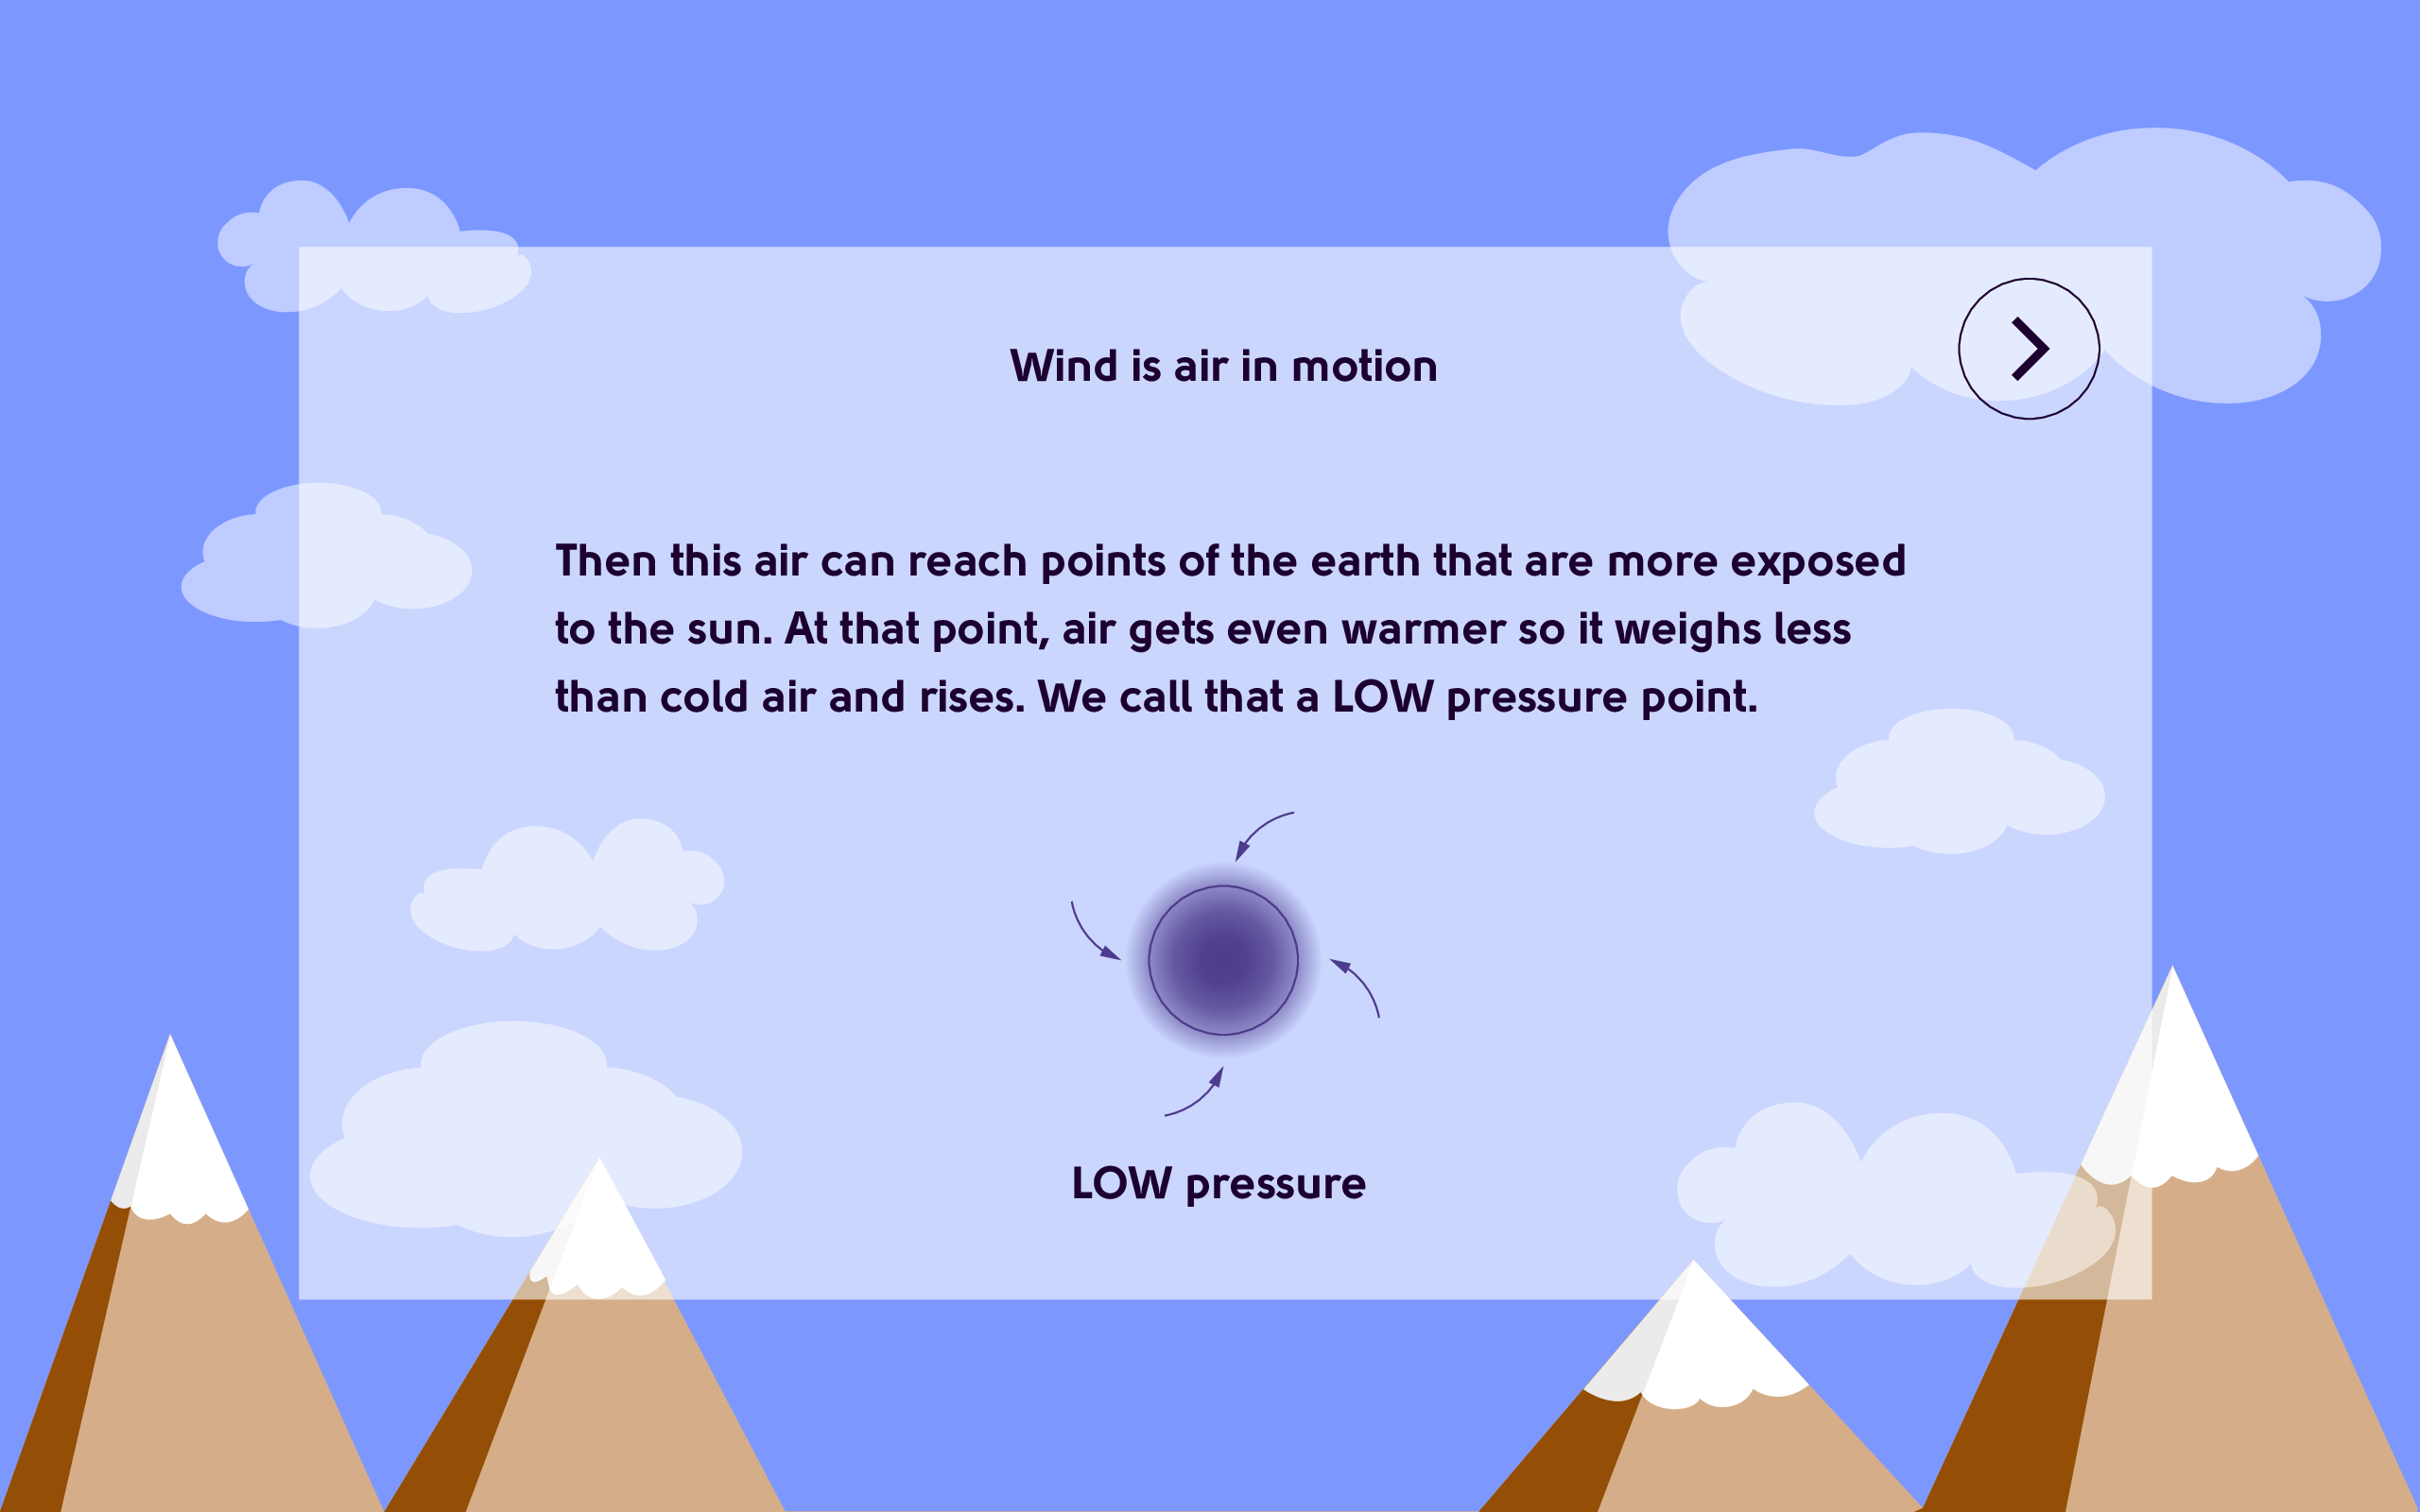 Wind is air in motion
Then this air can reach points of the earth that are more exposed
to the sun. At that point, air gets even warmer so it weighs less
than cold air and rises. We call that a LOW pressure point.
LOW pressure